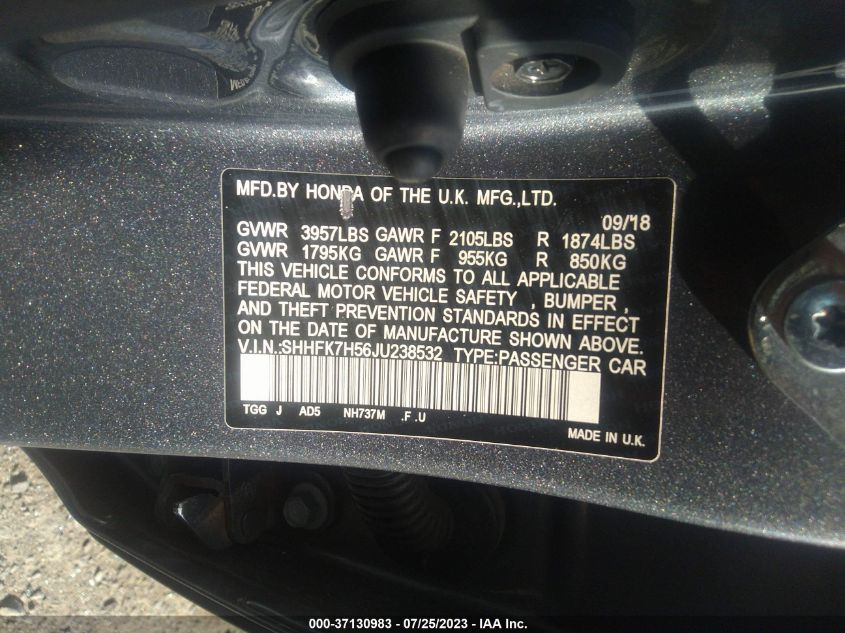 MFD.BY HONDA OF THE U.K. MFG.,LTD.
09/18
GVWR 3957LBS GAWR F 2105LBS R 1874LBS
GVWR 1795KG GAWR F 955KG R 850KG
THIS VEHICLE CONFORMS TO ALL APPLICABLE
FEDERAL MOTOR VEHICLE SAFETY , BUMPER ,
AND THEFT PREVENTION STANDARDS IN EFFECT
ON THE DATE OF MANUFACTURE SHOWN ABOVE.
V.I.N.:SHHFK7H56JU238532 TYPE:PASSENGER CAR
TGG J AD5 NH737M .F .U
MADE IN U.K.
000-37130983 / 07/25/2023 / IAA Inc.